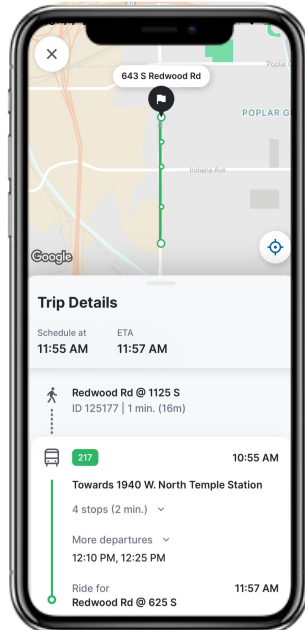 643 S Redwood Rd
POPLAR G
Indiana Ave
Google
Trip Details
Schedule at
ETA
11:55 AM
11:57 AM
Redwood Rd @ 1125 S
ID 125177 | 1 min. (16m)
217
10:55 AM
Towards 1940 W. North Temple Station
4 stops (2 min.)
More departures
12:10 PM, 12:25 PM
Ride for
11:57 AM
Redwood Rd @ 625 S